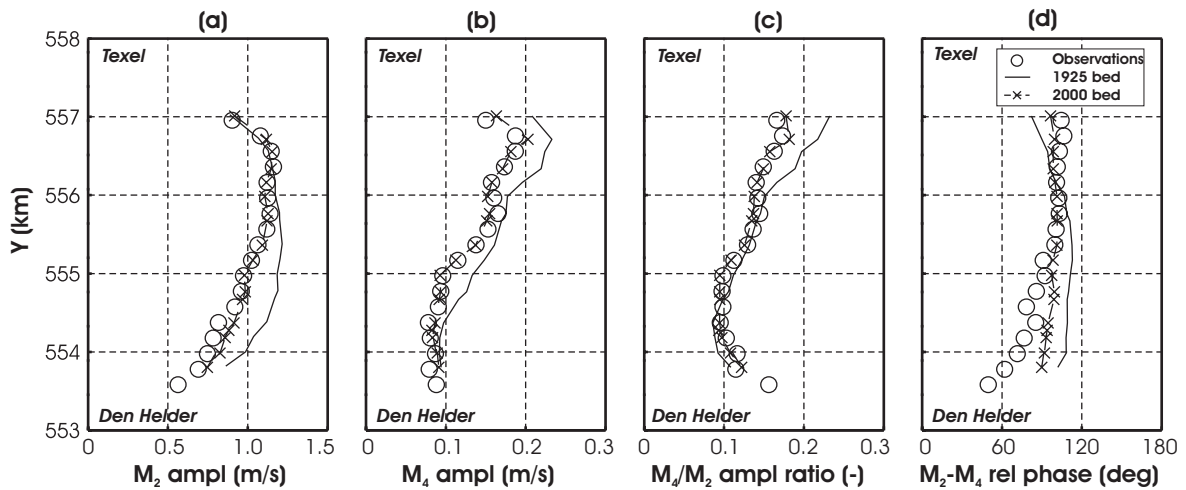 (a) (b) (c) (d)
558
557
556
555
554
553
Y (km)
Texel
Den Helder
0 0.5 1.0 1.5
M₂ ampl (m/s)
Texel
Den Helder
0 0.1 0.2 0.3
M₄ ampl (m/s)
Texel
Den Helder
0 0.1 0.2 0.3
M₄/M₂ ampl ratio (-)
Texel
Observations
1925 bed
2000 bed
Den Helder
0 60 120 180
M₂-M₄ rel phase (deg)